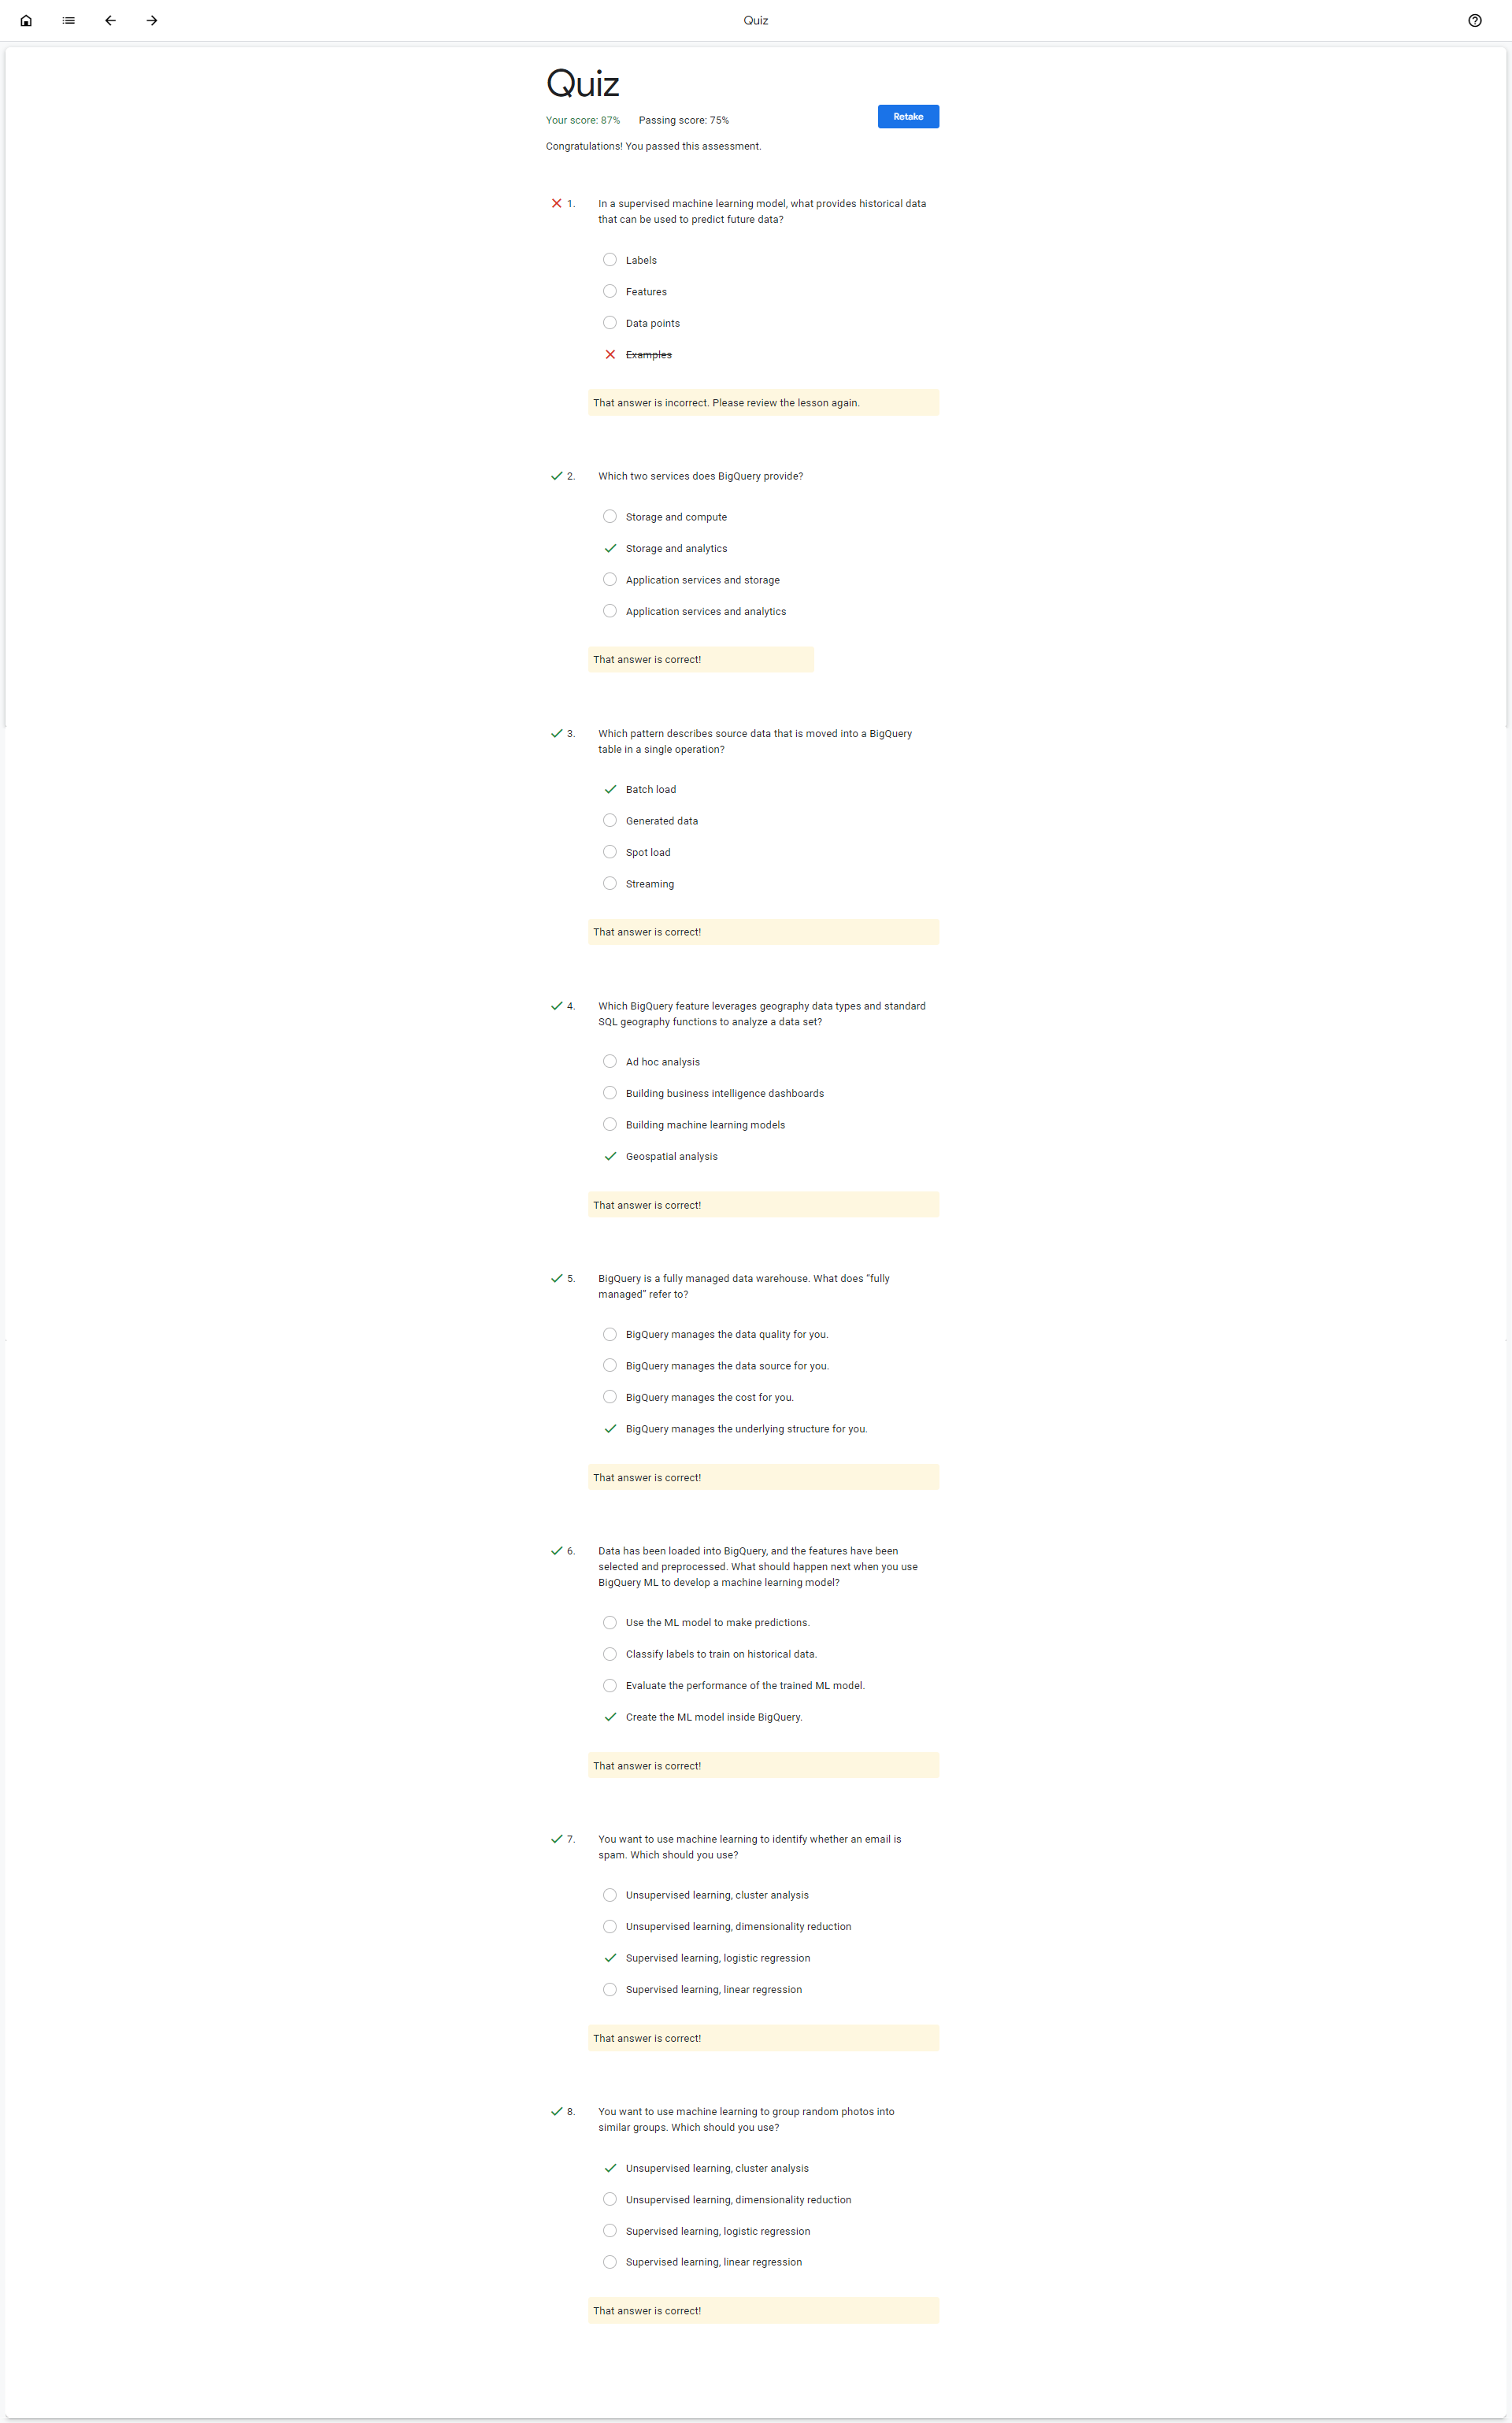 Quiz
Quiz
Your score: 87% Passing score: 75%
Retake
Congratulations! You passed this assessment.
1. In a supervised machine learning model, what provides historical data
that can be used to predict future data?
Labels
Features
Data points
Examples
That answer is incorrect. Please review the lesson again.
2. Which two services does BigQuery provide?
Storage and compute
Storage and analytics
Application services and storage
Application services and analytics
That answer is correct!
3. Which pattern describes source data that is moved into a BigQuery
table in a single operation?
Batch load
Generated data
Spot load
Streaming
That answer is correct!
4. Which BigQuery feature leverages geography data types and standard
SQL geography functions to analyze a data set?
Ad hoc analysis
Building business intelligence dashboards
Building machine learning models
Geospatial analysis
That answer is correct!
5. BigQuery is a fully managed data warehouse. What does “fully
managed” refer to?
BigQuery manages the data quality for you.
BigQuery manages the data source for you.
BigQuery manages the cost for you.
BigQuery manages the underlying structure for you.
That answer is correct!
6. Data has been loaded into BigQuery, and the features have been
selected and preprocessed. What should happen next when you use
BigQuery ML to develop a machine learning model?
Use the ML model to make predictions.
Classify labels to train on historical data.
Evaluate the performance of the trained ML model.
Create the ML model inside BigQuery.
That answer is correct!
7. You want to use machine learning to identify whether an email is
spam. Which should you use?
Unsupervised learning, cluster analysis
Unsupervised learning, dimensionality reduction
Supervised learning, logistic regression
Supervised learning, linear regression
That answer is correct!
8. You want to use machine learning to group random photos into
similar groups. Which should you use?
Unsupervised learning, cluster analysis
Unsupervised learning, dimensionality reduction
Supervised learning, logistic regression
Supervised learning, linear regression
That answer is correct!